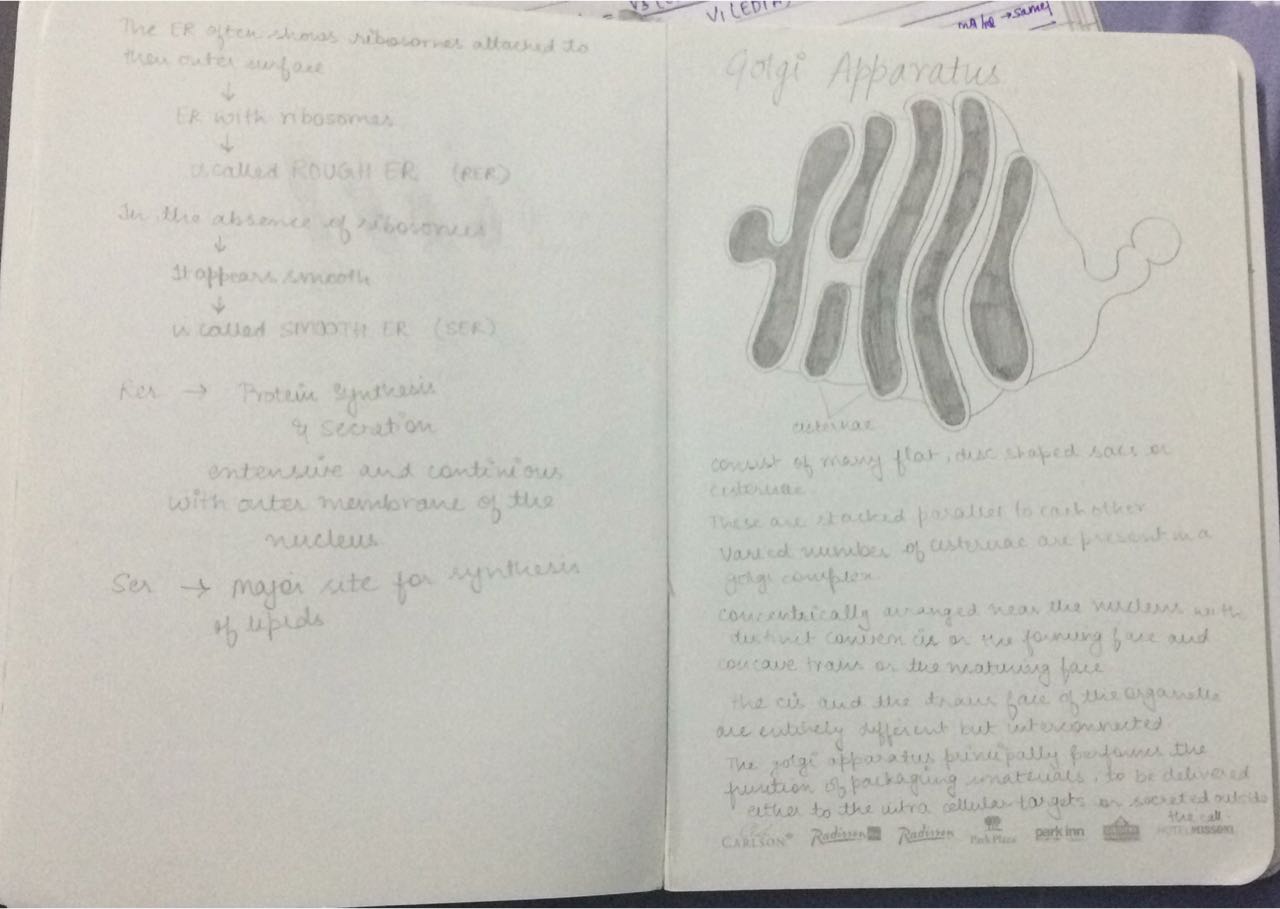 The ER often shows ribosomes attached to
their outer surface
↓
ER with ribosomes
↓
is called ROUGH ER (RER)
In the absence of ribosomes
↓
It appears smooth
↓
is called SMOOTH ER (SER)
Rer → Protein Synthesis
& Secretion
entensive and continious
with outer membrane of the
nucleus
Ser → major site for synthesis
of lipids
V1 (EDTA
→ same
Golgi Apparatus
cisternae
consist of many flat, disc shaped sacs or
cisternae
These are stacked parallel to each other
Varied number of cisternae are present in a
golgi complex
concentrically arranged near the nucleus with
distinct convex cis or the forming face and
concave trans or the maturing face
the cis and the trans face of the organelle
are entirely different but interconnected
The golgi apparatus principally performs the
function of packaging materials, to be delivered
either to the intra cellular targets or secreted outside
the cell
CARLSON Radisson BLU Radisson Park Plaza park inn HOTEL MISSONI